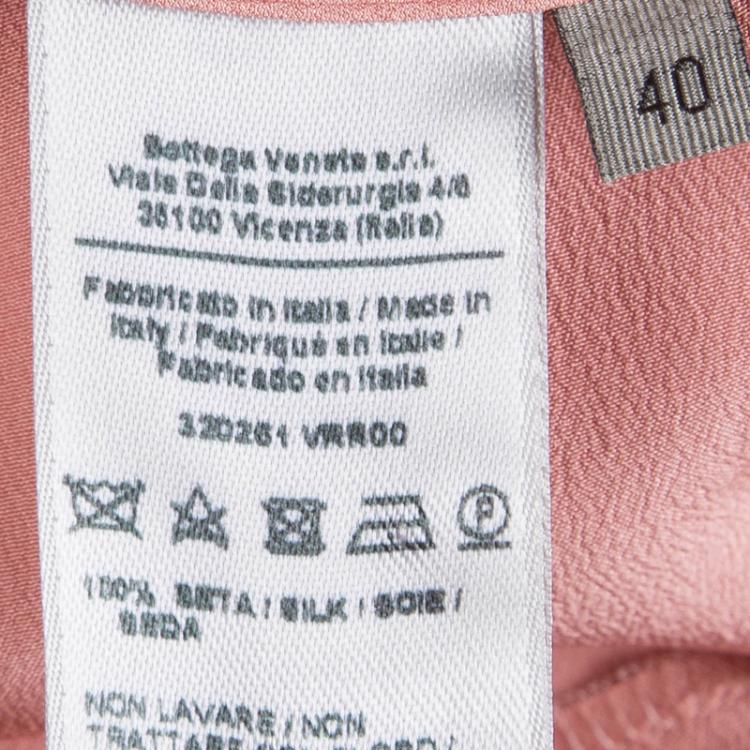 40
Bottega Veneta s.r.l.
Viale Della Siderurgia 4/6
36100 Vicenza (Italia)
Fabbricato in Italia / Made in
Italy / Fabriqué en Italie /
Fabricado en Italia
320261 VRR00
P
100% SETA / SILK / SOIE /
SEDA
NON LAVARE / NON
TRATTARE